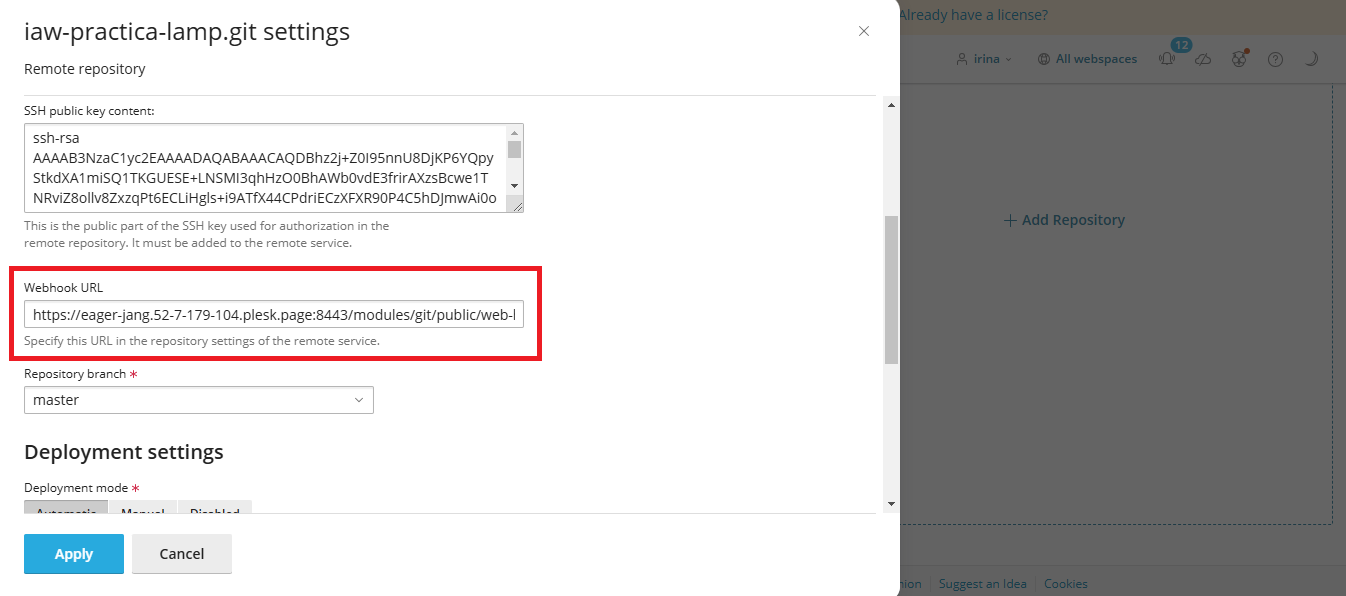 iaw-practica-lamp.git settings
Remote repository
SSH public key content:
ssh-rsa
AAAAB3NzaC1yc2EAAAADAQABAAACAQDBhz2j+Z0I95nnU8DjKP6YQpy
StkdXA1miSQ1TKGUESE+LNSMI3qhHzO0BhAWb0vdE3frirAXzsBcwe1T
NRviZ8ollv8ZxzqPt6ECLiHgls+i9ATfX44CPdriECzXFXR90P4C5hDJmwAi0o
This is the public part of the SSH key used for authorization in the
remote repository. It must be added to the remote service.
Webhook URL
https://eager-jang.52-7-179-104.plesk.page:8443/modules/git/public/web-l
Specify this URL in the repository settings of the remote service.
Repository branch *
master
Deployment settings
Deployment mode *
Automatic Manual Disabled
Apply Cancel
Already have a license?
irina All webspaces 12
+ Add Repository
Suggest an Idea Cookies